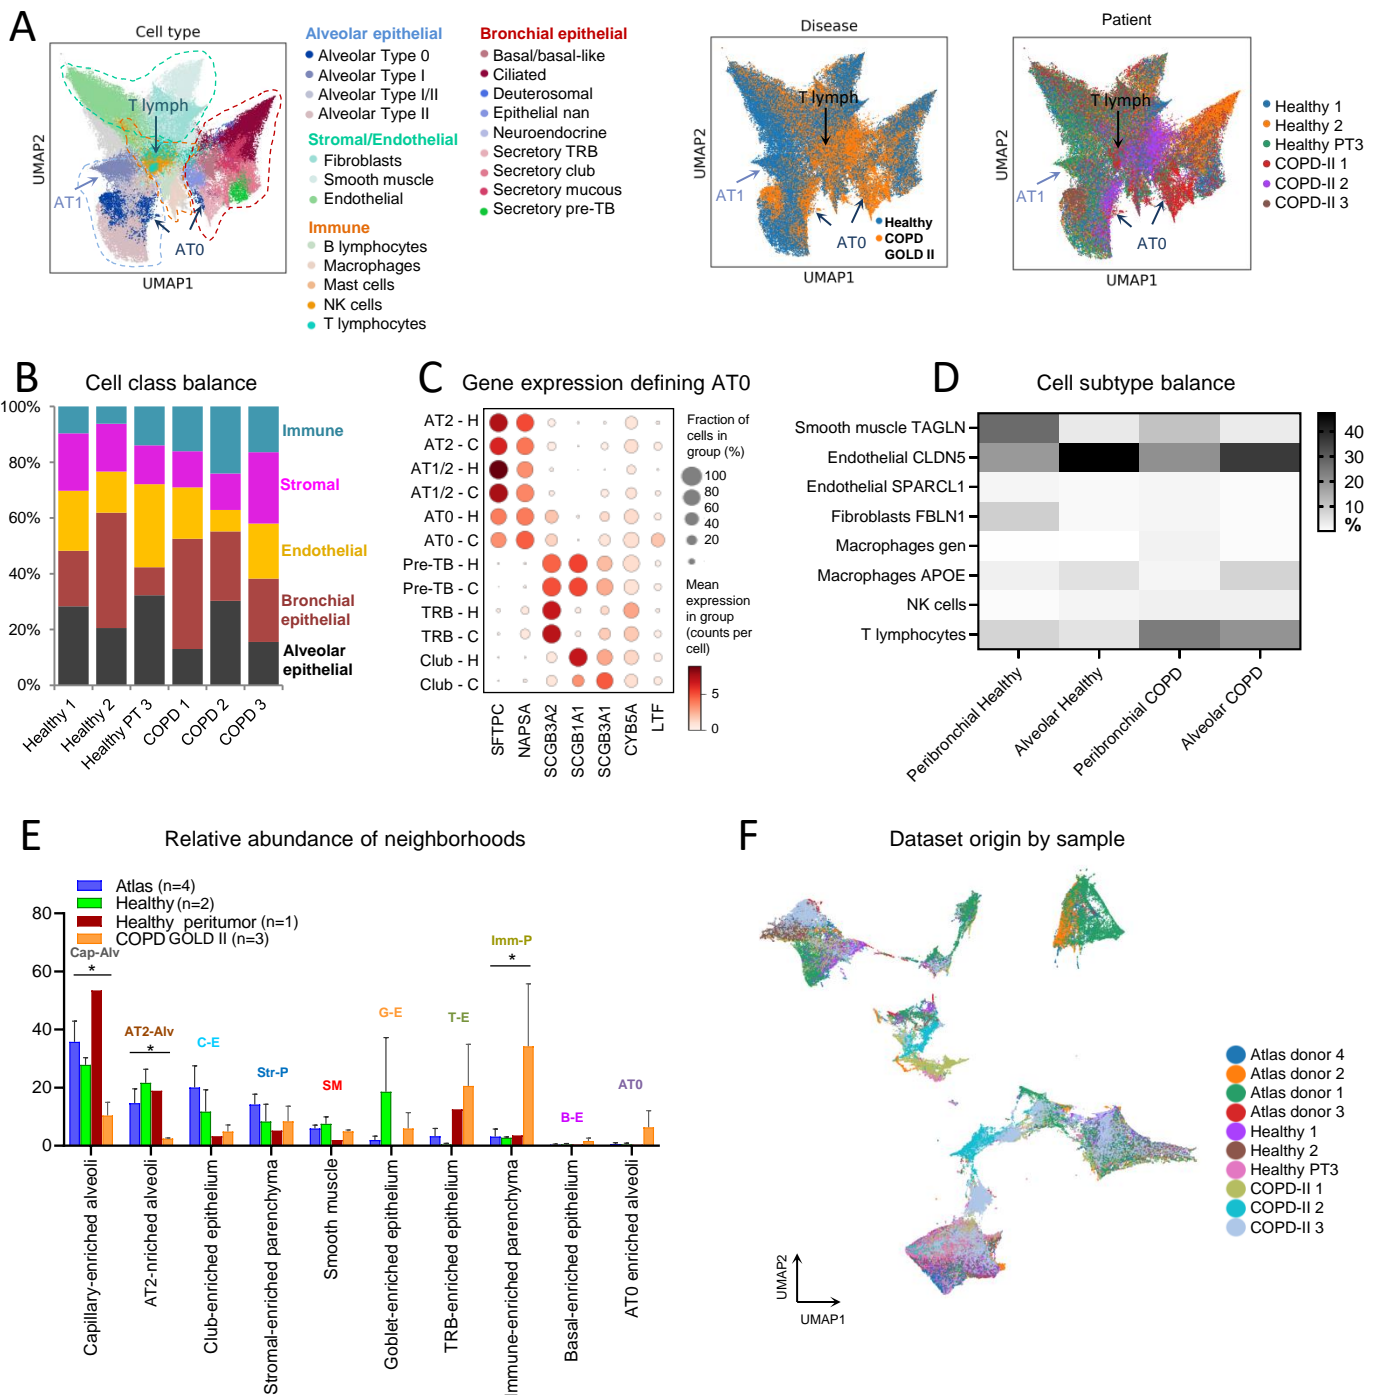 A
Cell type
T lymph
AT1
AT0
UMAP2
UMAP1
Alveolar epithelial
Alveolar Type 0
Alveolar Type I
Alveolar Type I/II
Alveolar Type II
Stromal/Endothelial
Fibroblasts
Smooth muscle
Endothelial
Immune
B lymphocytes
Macrophages
Mast cells
NK cells
T lymphocytes
Bronchial epithelial
Basal/basal-like
Ciliated
Deuterosomal
Epithelial nan
Neuroendocrine
Secretory TRB
Secretory club
Secretory mucous
Secretory pre-TB
Disease
T lymph
AT1
AT0
Healthy
COPD
GOLD II
UMAP2
UMAP1
Patient
T lymph
AT1
AT0
UMAP2
UMAP1
Healthy 1
Healthy 2
Healthy PT3
COPD-II 1
COPD-II 2
COPD-II 3
B
Cell class balance
100%
80%
60%
40%
20%
0%
Immune
Stromal
Endothelial
Bronchial
epithelial
Alveolar
epithelial
Healthy 1
Healthy 2
Healthy PT 3
COPD 1
COPD 2
COPD 3
C
Gene expression defining AT0
AT2 - H
AT2 - C
AT1/2 - H
AT1/2 - C
AT0 - H
AT0 - C
Pre-TB - H
Pre-TB - C
TRB - H
TRB - C
Club - H
Club - C
SFTPC
NAPSA
SCGB3A2
SCGB1A1
SCGB3A1
CYB5A
LTF
Fraction of
cells in
group (%)
100
80
60
40
20
Mean
expression
in group
(counts per
cell)
5
0
D
Cell subtype balance
Smooth muscle TAGLN
Endothelial CLDN5
Endothelial SPARCL1
Fibroblasts FBLN1
Macrophages gen
Macrophages APOE
NK cells
T lymphocytes
Peribronchial Healthy
Alveolar Healthy
Peribronchial COPD
Alveolar COPD
40
30
20
10
%
E
Relative abundance of neighborhoods
Atlas (n=4)
Healthy (n=2)
Healthy peritumor (n=1)
COPD GOLD II (n=3)
80
60
40
20
0
Cap-Alv
*
AT2-Alv
*
C-E
Str-P
SM
G-E
T-E
Imm-P
*
B-E
AT0
Capillary-enriched alveoli
AT2-nriched alveoli
Club-enriched epithelium
Stromal-enriched parenchyma
Smooth muscle
Goblet-enriched epithelium
TRB-enriched epithelium
Immune-enriched parenchyma
Basal-enriched epithelium
AT0 enriched alveoli
F
Dataset origin by sample
Atlas donor 4
Atlas donor 2
Atlas donor 1
Atlas donor 3
Healthy 1
Healthy 2
Healthy PT3
COPD-II 1
COPD-II 2
COPD-II 3
UMAP2
UMAP1